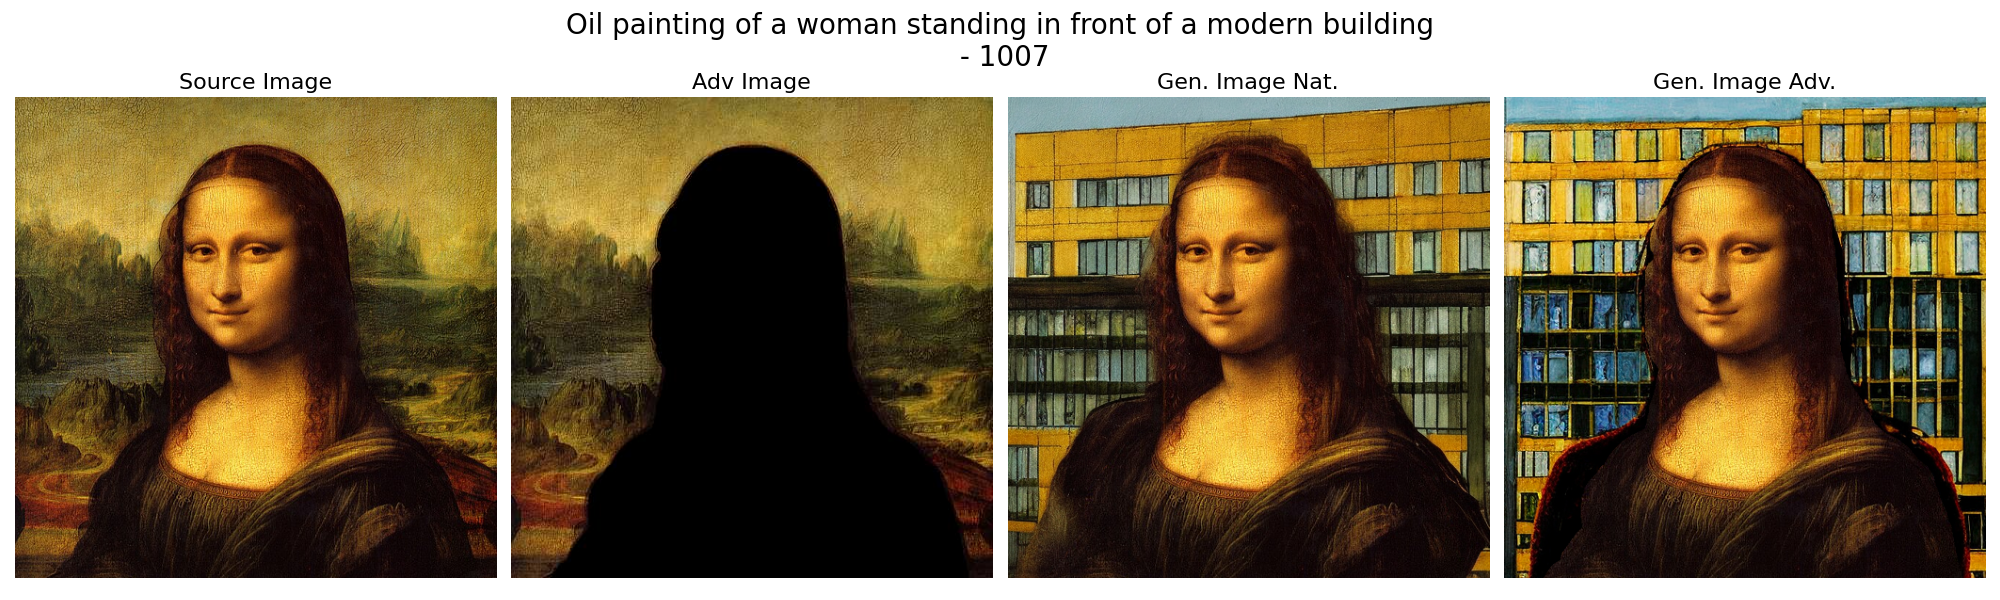 Oil painting of a woman standing in front of a modern building
- 1007
Source Image
Adv Image
Gen. Image Nat.
Gen. Image Adv.